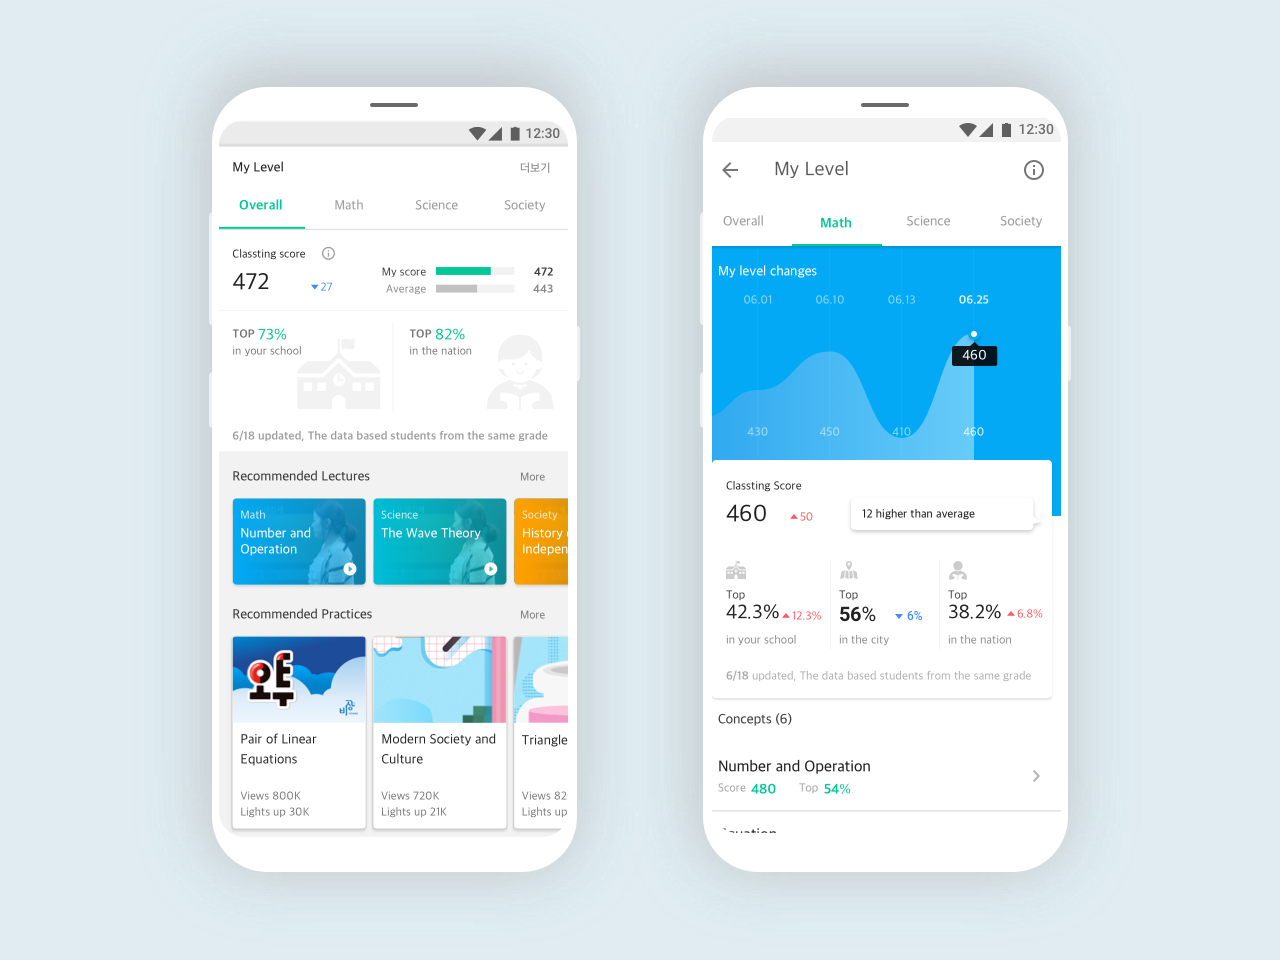 12:30
My Level
더보기
Overall
Math
Science
Society
Classting score
472
27
My score
472
Average
443
TOP 73%
in your school
TOP 82%
in the nation
6/18 updated, The data based students from the same grade
Recommended Lectures
More
Math
Number and
Operation
Science
The Wave Theory
Society
History
Indepen
Recommended Practices
More
Pair of Linear
Equations
Views 800K
Lights up 30K
Modern Society and
Culture
Views 720K
Lights up 21K
Triangle
Views 82
Lights up
12:30
My Level
Overall
Math
Science
Society
My level changes
06.01
06.10
06.13
06.25
460
430
450
410
460
Classting Score
460
50
12 higher than average
Top
42.3%
12.3%
in your school
Top
56%
6%
in the city
Top
38.2%
6.8%
in the nation
6/18 updated, The data based students from the same grade
Concepts (6)
Number and Operation
Score 480
Top 54%